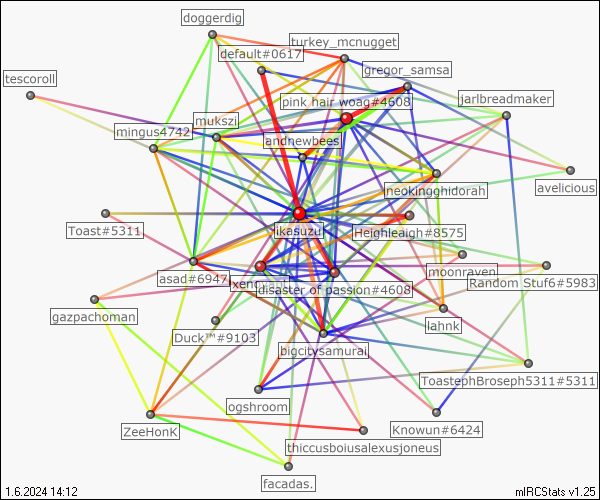 doggerdig
turkey_mcnugget
default#0617
gregor_samsa
tescoroll
pink hair woag#4608
jarlbreadmaker
mukszi
mingus4742
andnewbees
neokingghidorah
avelicious
ikasuzu
Toast#5311
Heighleaigh#8575
moonraven
asad#6947
disaster of passion#4608
Random Stuf6#5983
gazpachoman
lahnk
Duck™#9103
bigcitysamurai
ToastephBroseph5311#5311
ogshroom
Knowun#6424
ZeeHonK
thiccusboiusalexusjoneus
facadas.
1.6.2024 14:12
mIRCStats v1.25